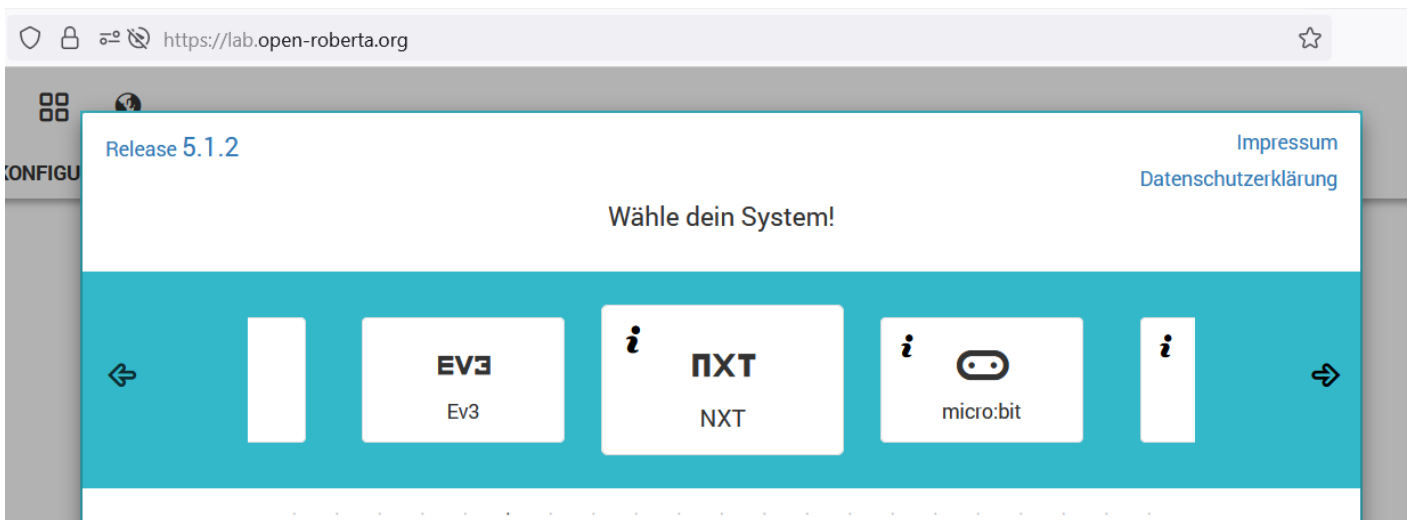 https://lab.open-roberta.org
Release 5.1.2
Impressum
KONFIGU
Datenschutzerklärung
Wähle dein System!
i
i
i
EV3
NXT
Ev3
NXT
micro:bit